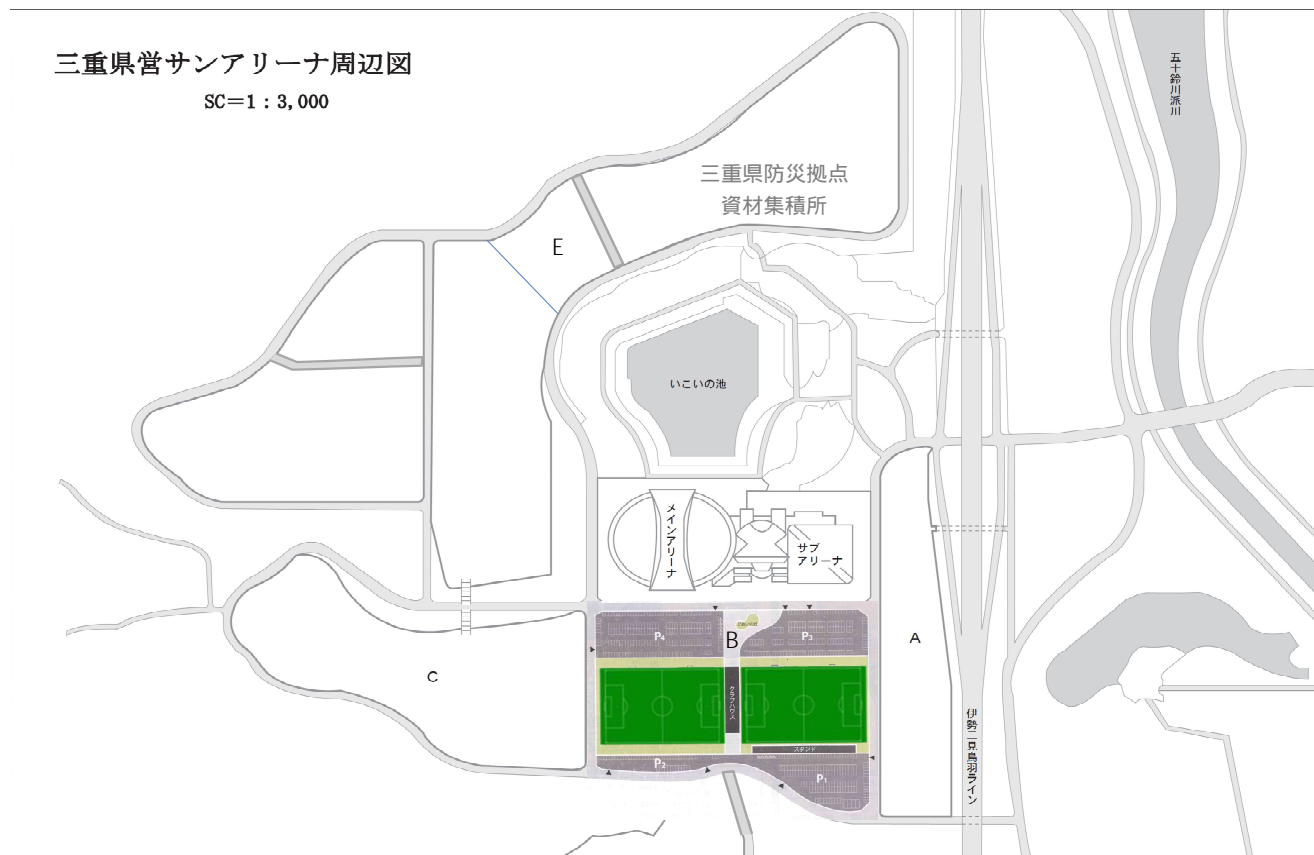 三重県営サンアリーナ周辺図
SC＝1：3,000
五十鈴川派川
三重県防災拠点
資材集積所
E
いこいの池
メインアリーナ
サブ
アリーナ
P4
B
P3
A
C
クラブハウス
伊勢二見鳥羽ライン
スタンド
P2
P1